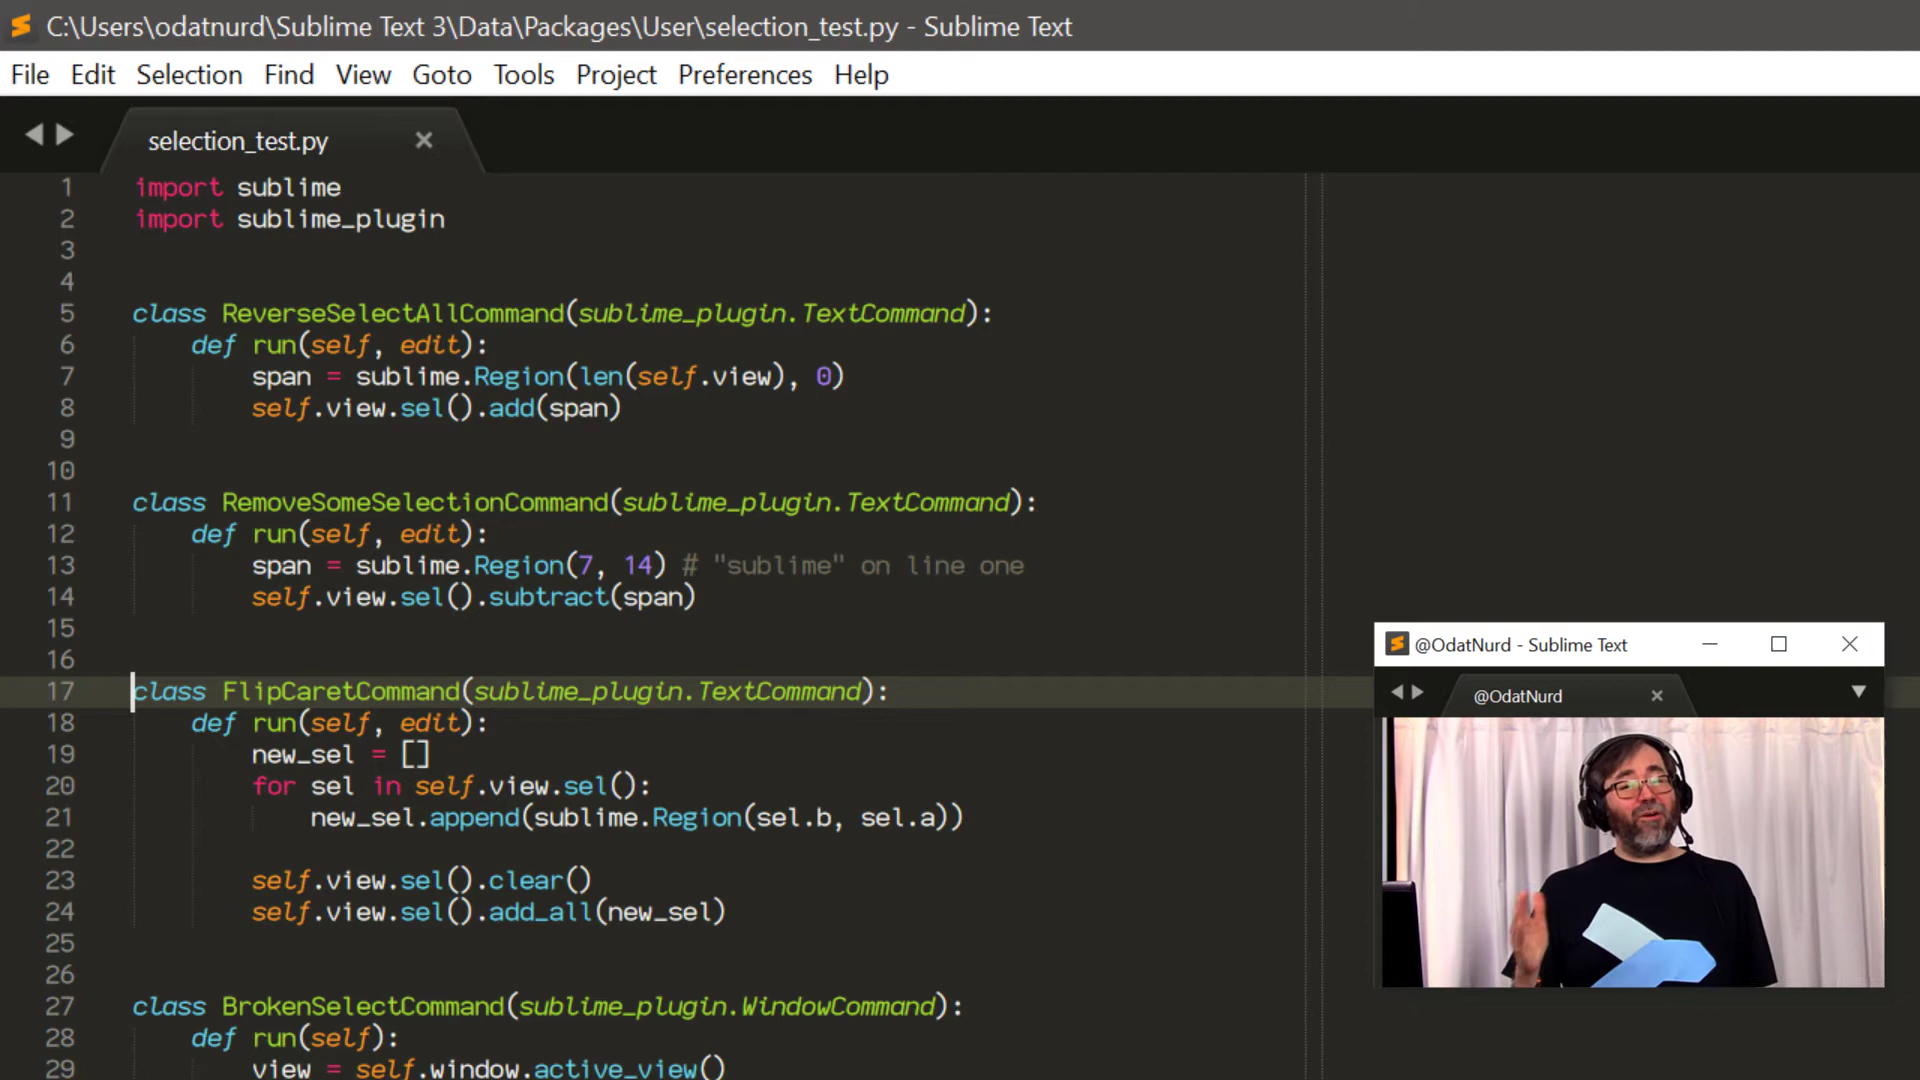 C:\Users\odatnurd\Sublime Text 3\Data\Packages\User\selection_test.py - Sublime Text
File Edit Selection Find View Goto Tools Project Preferences Help
selection_test.py
1 import sublime
2 import sublime_plugin
3
4
5 class ReverseSelectAllCommand(sublime_plugin.TextCommand):
6 def run(self, edit):
7 span = sublime.Region(len(self.view), 0)
8 self.view.sel().add(span)
9
10
11 class RemoveSomeSelectionCommand(sublime_plugin.TextCommand):
12 def run(self, edit):
13 span = sublime.Region(7, 14) # "sublime" on line one
14 self.view.sel().subtract(span)
15
16
17 class FlipCaretCommand(sublime_plugin.TextCommand):
18 def run(self, edit):
19 new_sel = []
20 for sel in self.view.sel():
21 new_sel.append(sublime.Region(sel.b, sel.a))
22
23 self.view.sel().clear()
24 self.view.sel().add_all(new_sel)
25
26
27 class BrokenSelectCommand(sublime_plugin.WindowCommand):
28 def run(self):
29 view = self.window.active_view()
@OdatNurd - Sublime Text
@OdatNurd